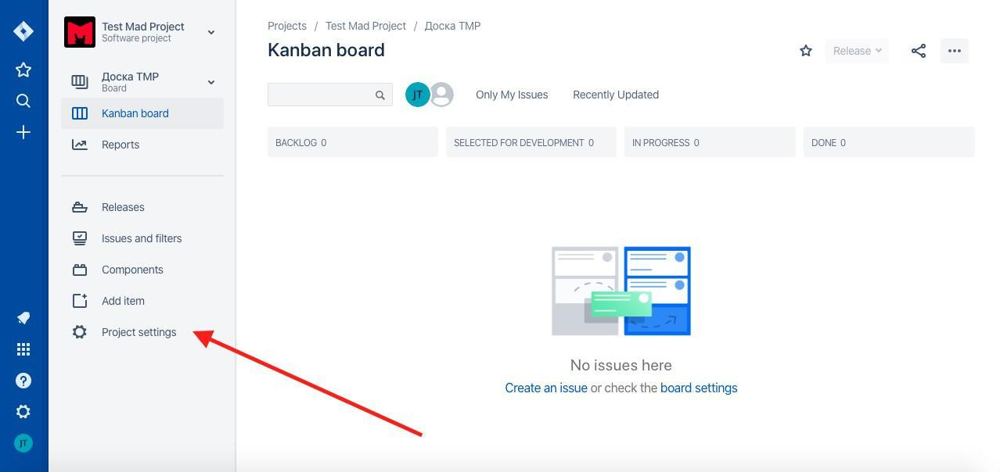 Test Mad Project
Software project
Доска TMP
Board
Kanban board
Reports
Releases
Issues and filters
Components
Add item
Project settings
JT
Projects / Test Mad Project / Доска TMP
Kanban board
Release
JT
Only My Issues
Recently Updated
BACKLOG 0
SELECTED FOR DEVELOPMENT 0
IN PROGRESS 0
DONE 0
No issues here
Create an issue or check the board settings